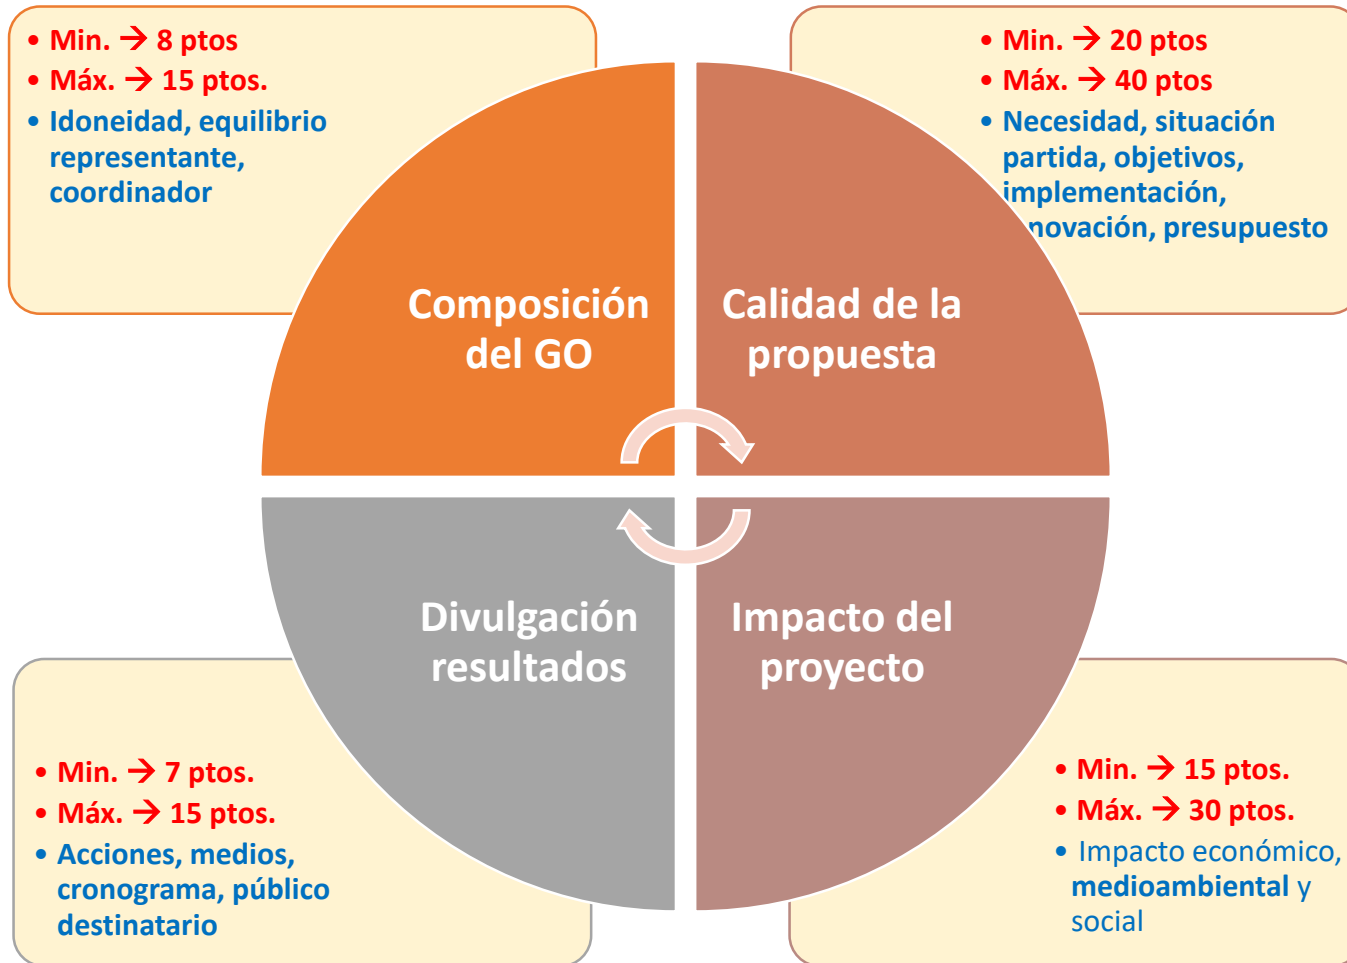 • Min. → 8 ptos
• Máx. → 15 ptos.
• Idoneidad, equilibrio
representante,
coordinador
• Min. → 20 ptos
• Máx. → 40 ptos
• Necesidad, situación
partida, objetivos,
implementación,
novación, presupuesto
Composición
del GO
Calidad de la
propuesta
Divulgación
resultados
Impacto del
proyecto
• Min. → 7 ptos.
• Máx. → 15 ptos.
• Acciones, medios,
cronograma, público
destinatario
• Min. → 15 ptos.
• Máx. → 30 ptos.
• Impacto económico,
medioambiental y
social